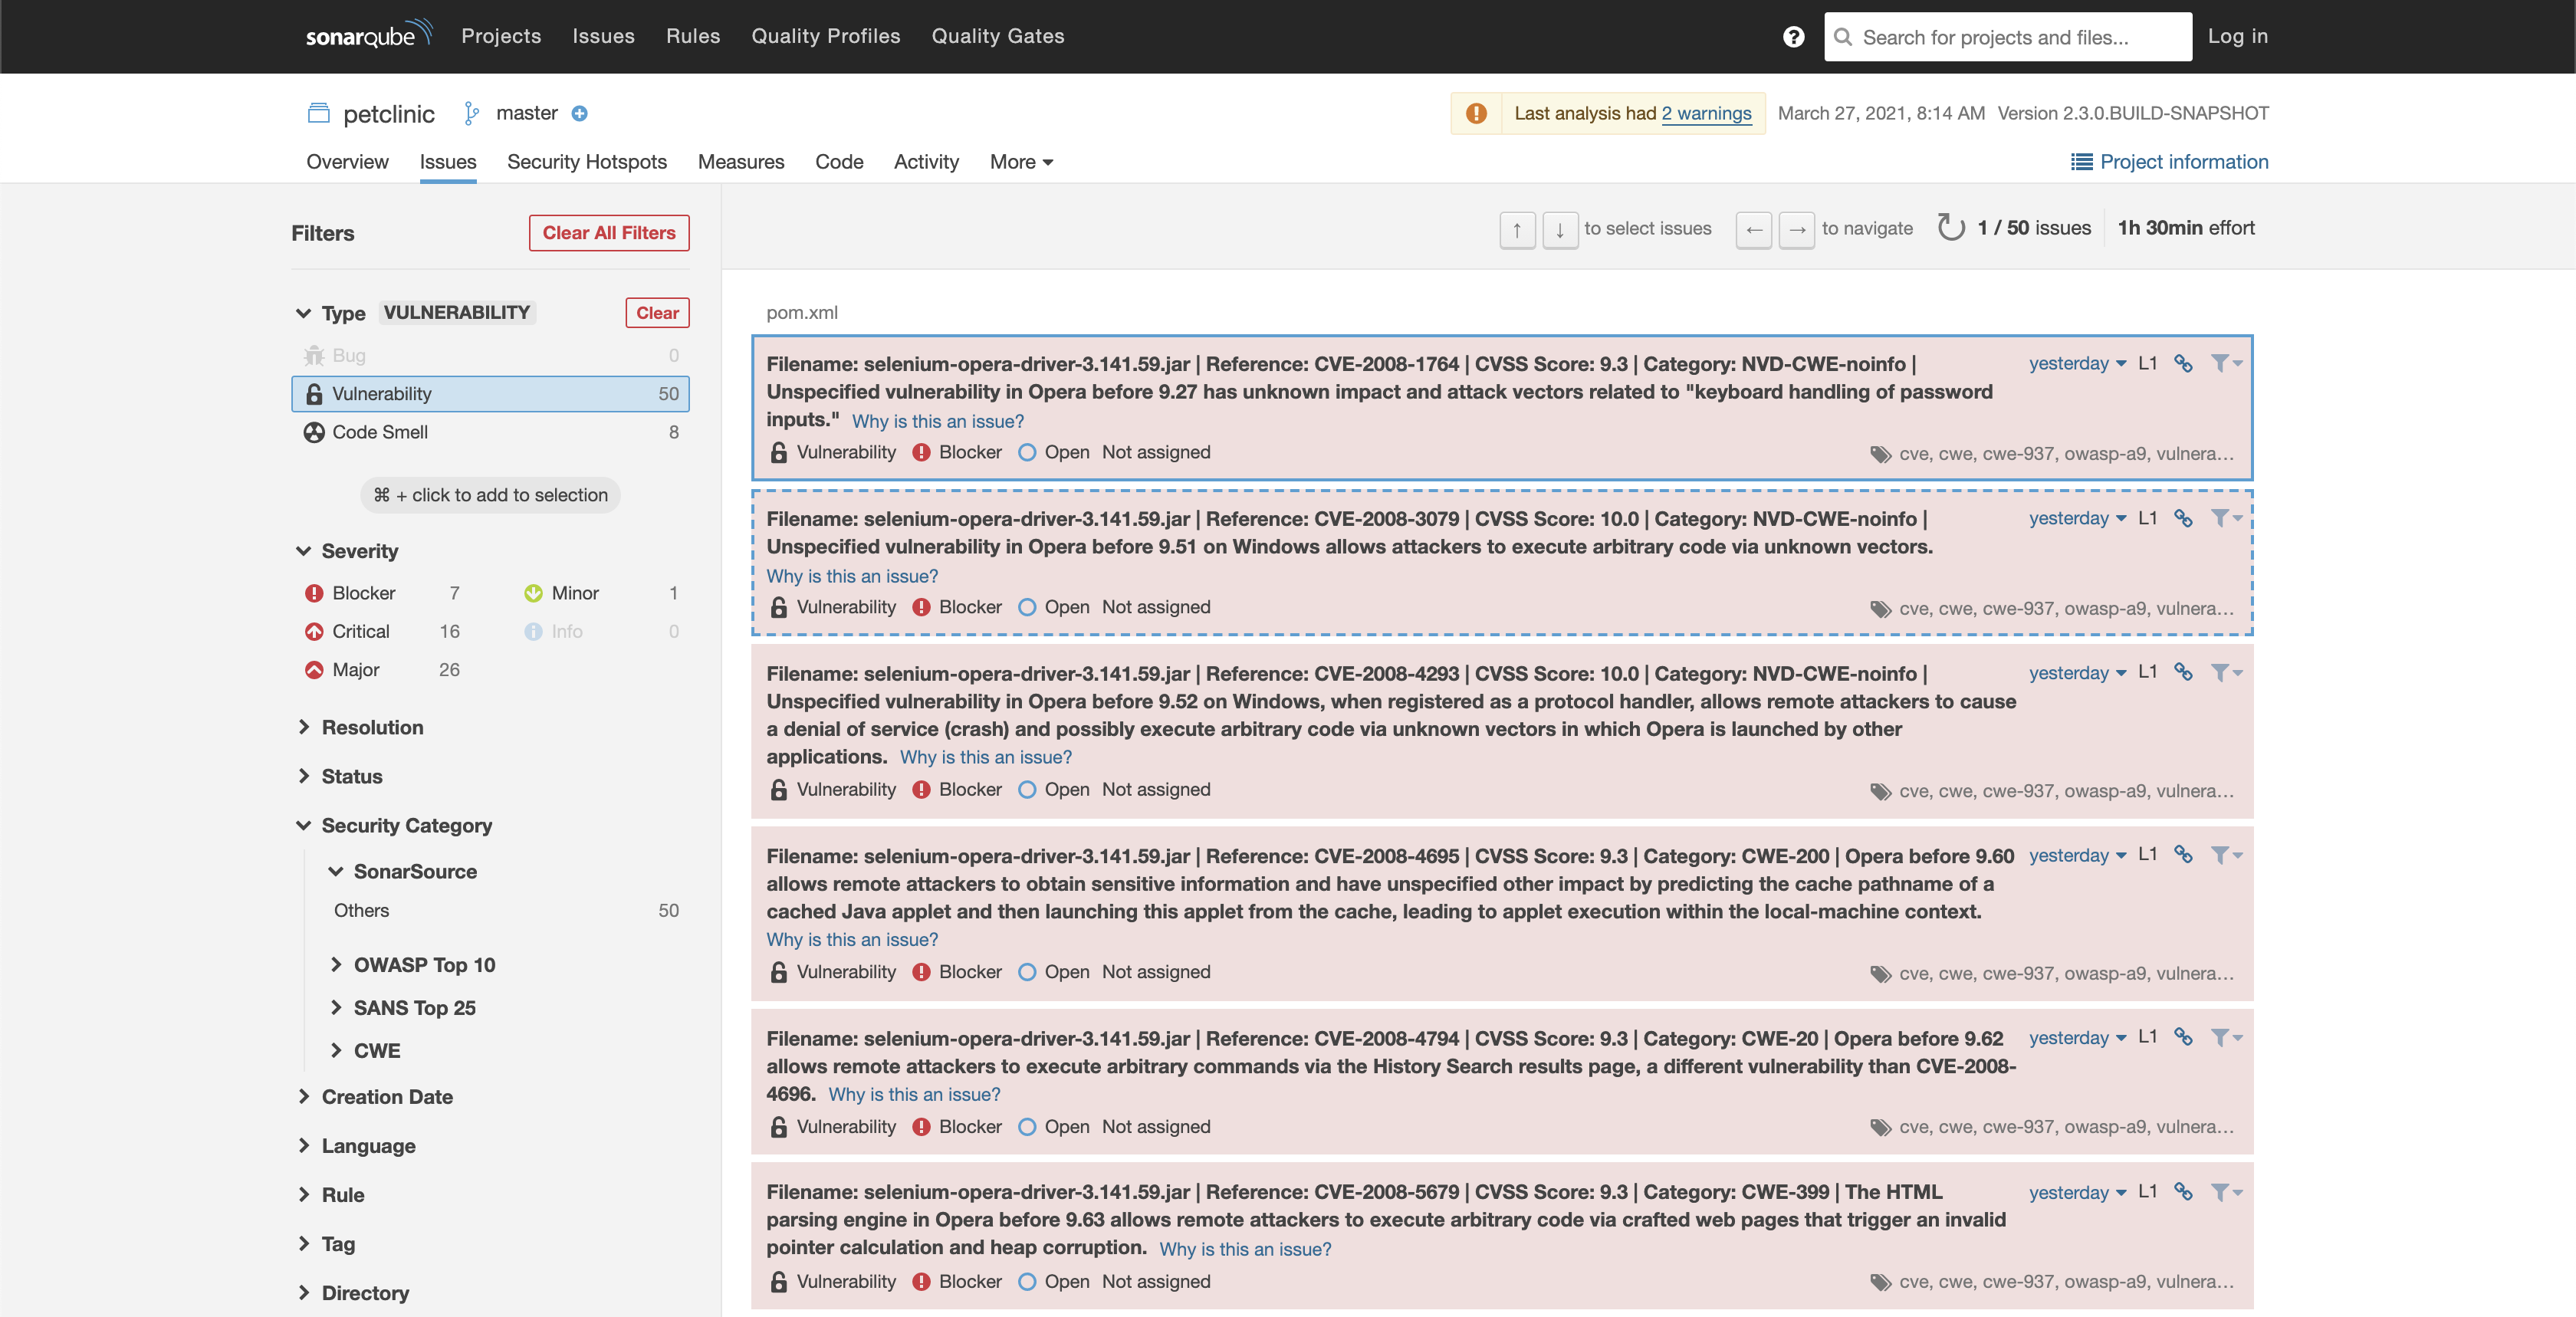 sonarqube Projects Issues Rules Quality Profiles Quality Gates ? Search for projects and files... Log in
petclinic master Last analysis had 2 warnings March 27, 2021, 8:14 AM Version 2.3.0.BUILD-SNAPSHOT
Overview Issues Security Hotspots Measures Code Activity More Project information
Filters Clear All Filters
Type VULNERABILITY Clear
Bug 0
Vulnerability 50
Code Smell 8
⌘ + click to add to selection
Severity
Blocker 7 Minor 1
Critical 16 Info 0
Major 26
Resolution
Status
Security Category
SonarSource
Others 50
OWASP Top 10
SANS Top 25
CWE
Creation Date
Language
Rule
Tag
Directory
↑ ↓ to select issues ← → to navigate 1 / 50 issues 1h 30min effort
pom.xml
Filename: selenium-opera-driver-3.141.59.jar | Reference: CVE-2008-1764 | CVSS Score: 9.3 | Category: NVD-CWE-noinfo | yesterday L1
Unspecified vulnerability in Opera before 9.27 has unknown impact and attack vectors related to "keyboard handling of password
inputs." Why is this an issue?
Vulnerability Blocker Open Not assigned cve, cwe, cwe-937, owasp-a9, vulnera...
Filename: selenium-opera-driver-3.141.59.jar | Reference: CVE-2008-3079 | CVSS Score: 10.0 | Category: NVD-CWE-noinfo | yesterday L1
Unspecified vulnerability in Opera before 9.51 on Windows allows attackers to execute arbitrary code via unknown vectors.
Why is this an issue?
Vulnerability Blocker Open Not assigned cve, cwe, cwe-937, owasp-a9, vulnera...
Filename: selenium-opera-driver-3.141.59.jar | Reference: CVE-2008-4293 | CVSS Score: 10.0 | Category: NVD-CWE-noinfo | yesterday L1
Unspecified vulnerability in Opera before 9.52 on Windows, when registered as a protocol handler, allows remote attackers to cause
a denial of service (crash) and possibly execute arbitrary code via unknown vectors in which Opera is launched by other
applications. Why is this an issue?
Vulnerability Blocker Open Not assigned cve, cwe, cwe-937, owasp-a9, vulnera...
Filename: selenium-opera-driver-3.141.59.jar | Reference: CVE-2008-4695 | CVSS Score: 9.3 | Category: CWE-200 | Opera before 9.60 yesterday L1
allows remote attackers to obtain sensitive information and have unspecified other impact by predicting the cache pathname of a
cached Java applet and then launching this applet from the cache, leading to applet execution within the local-machine context.
Why is this an issue?
Vulnerability Blocker Open Not assigned cve, cwe, cwe-937, owasp-a9, vulnera...
Filename: selenium-opera-driver-3.141.59.jar | Reference: CVE-2008-4794 | CVSS Score: 9.3 | Category: CWE-20 | Opera before 9.62 yesterday L1
allows remote attackers to execute arbitrary commands via the History Search results page, a different vulnerability than CVE-2008-
4696. Why is this an issue?
Vulnerability Blocker Open Not assigned cve, cwe, cwe-937, owasp-a9, vulnera...
Filename: selenium-opera-driver-3.141.59.jar | Reference: CVE-2008-5679 | CVSS Score: 9.3 | Category: CWE-399 | The HTML yesterday L1
parsing engine in Opera before 9.63 allows remote attackers to execute arbitrary code via crafted web pages that trigger an invalid
pointer calculation and heap corruption. Why is this an issue?
Vulnerability Blocker Open Not assigned cve, cwe, cwe-937, owasp-a9, vulnera...